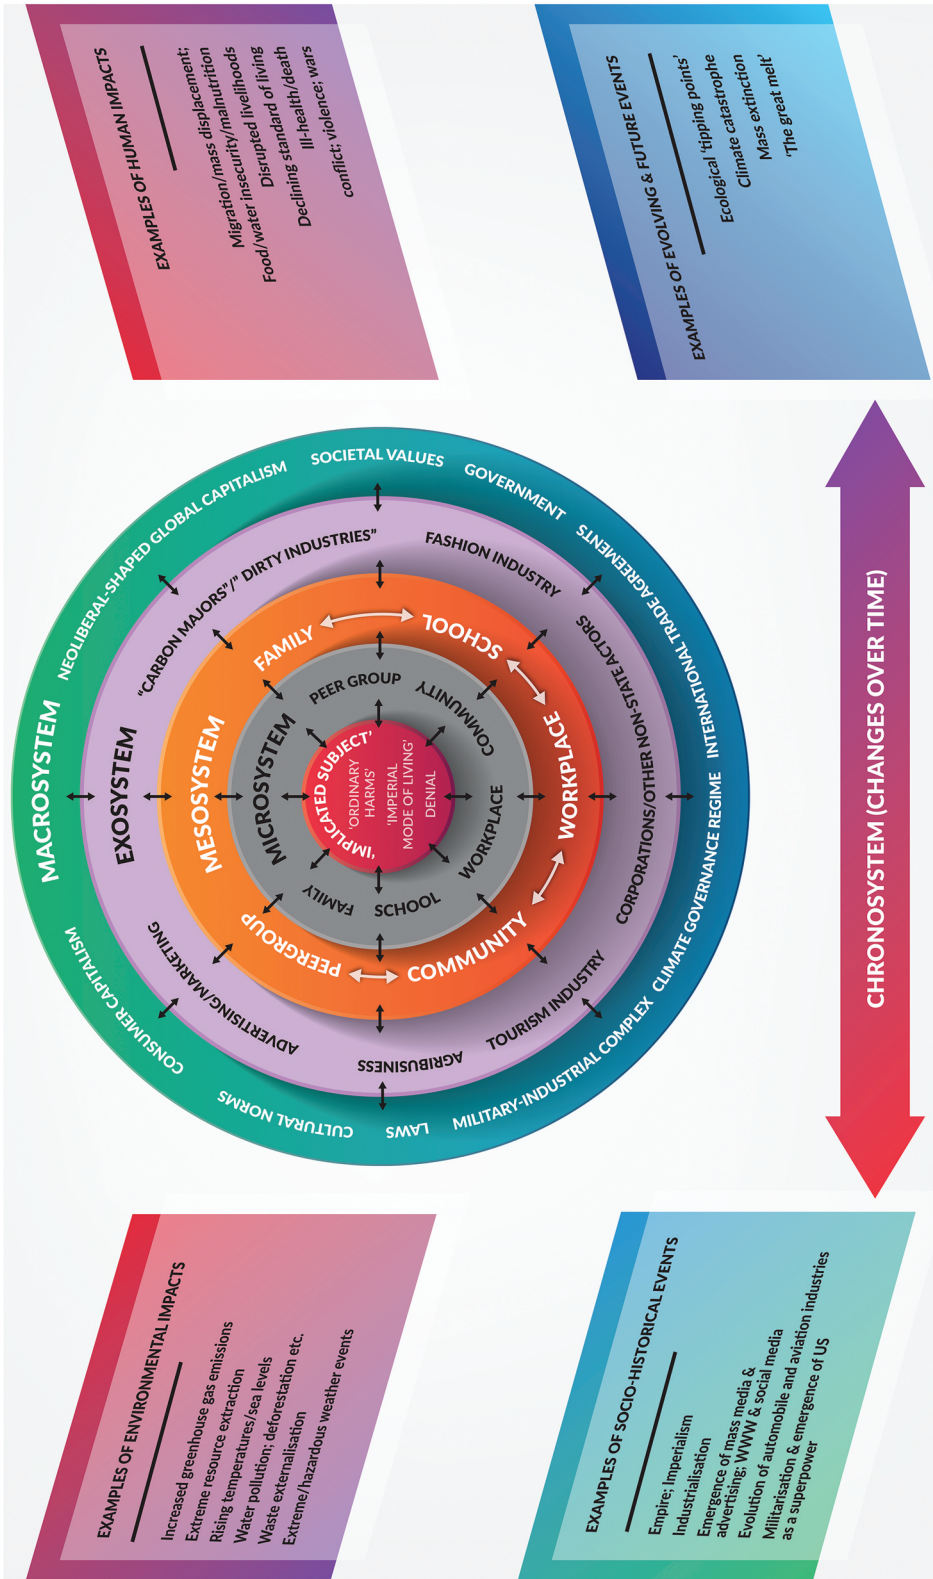 EXAMPLES OF ENVIRONMENTAL IMPACTS
Increased greenhouse gas emissions
Extreme resource extraction
Rising temperatures/sea levels
Water pollution; deforestation etc.
Waste externalisation
Extreme/hazardous weather events
EXAMPLES OF HUMAN IMPACTS
Migration/mass displacement;
Food/water insecurity/malnutrition
Disrupted livelihoods
Declining standard of living
Ill-health/death
conflict; violence; wars
MACROSYSTEM
NEOLIBERAL-SHAPED GLOBAL CAPITALISM
SOCIETAL VALUES
GOVERNMENT
INTERNATIONAL TRADE AGREEMENTS
CLIMATE GOVERNANCE REGIME
MILITARY-INDUSTRIAL COMPLEX
LAWS
CULTURAL NORMS
CONSUMER CAPITALISM
EXOSYSTEM
“CARBON MAJORS”/” DIRTY INDUSTRIES”
FASHION INDUSTRY
CORPORATIONS/OTHER NON-STATE ACTORS
TOURISM INDUSTRY
AGRIBUSINESS
ADVERTISING/MARKETING
MESOSYSTEM
FAMILY
SCHOOL
WORKPLACE
COMMUNITY
PEERGROUP
MICROSYSTEM
PEER GROUP
COMMUNITY
WORKPLACE
SCHOOL
FAMILY
‘IMPLICATED SUBJECT’
‘ORDINARY
HARMS’
‘IMPERIAL
MODE OF LIVING’
DENIAL
CHRONOSYSTEM (CHANGES OVER TIME)
EXAMPLES OF SOCIO-HISTORICAL EVENTS
Empire; Imperialism
Industrialisation
Emergence of mass media &
advertising; WWW & social media
Evolution of automobile and aviation industries
Militarisation & emergence of US
as a superpower
EXAMPLES OF EVOLVING & FUTURE EVENTS
Ecological ‘tipping points’
Climate catastrophe
Mass extinction
‘The great melt’